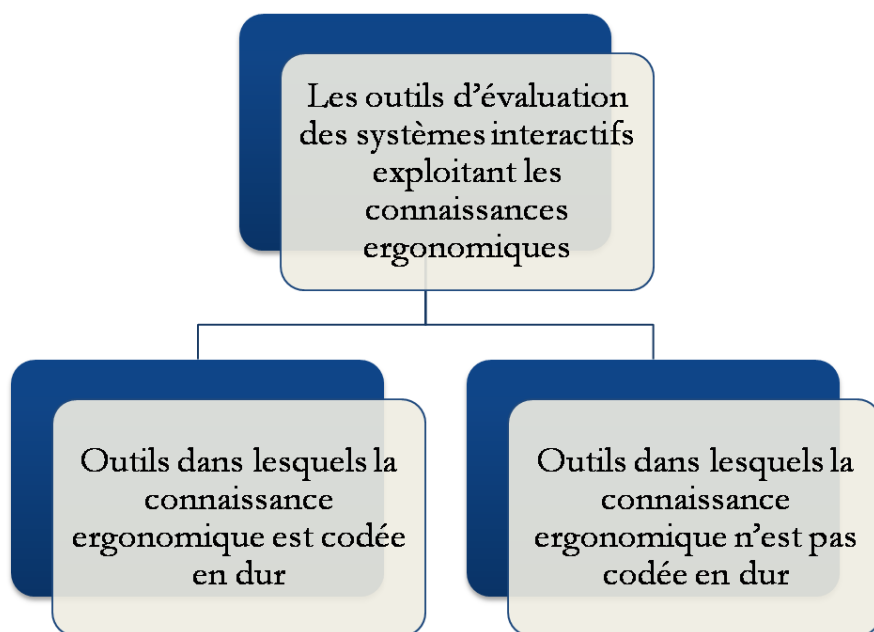 Les outils d’évaluation
des systèmes interactifs
exploitant les
connaissances
ergonomiques
Outils dans lesquels la
connaissance
ergonomique est codée
en dur
Outils dans lesquels la
connaissance
ergonomique n’est pas
codée en dur